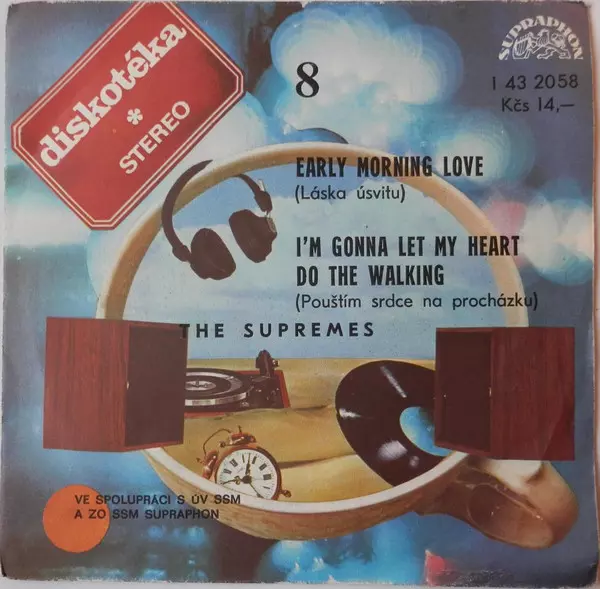 diskotéka
*
STEREO
8
SUPRAPHON
1 43 2058
Kčs 14,—
EARLY MORNING LOVE
(Láska úsvitu)
I'M GONNA LET MY HEART
DO THE WALKING
(Pouštím srdce na procházku)
THE SUPREMES
VE SPOLUPRÁCI S ÚV SSM
A ZO SSM SUPRAPHON